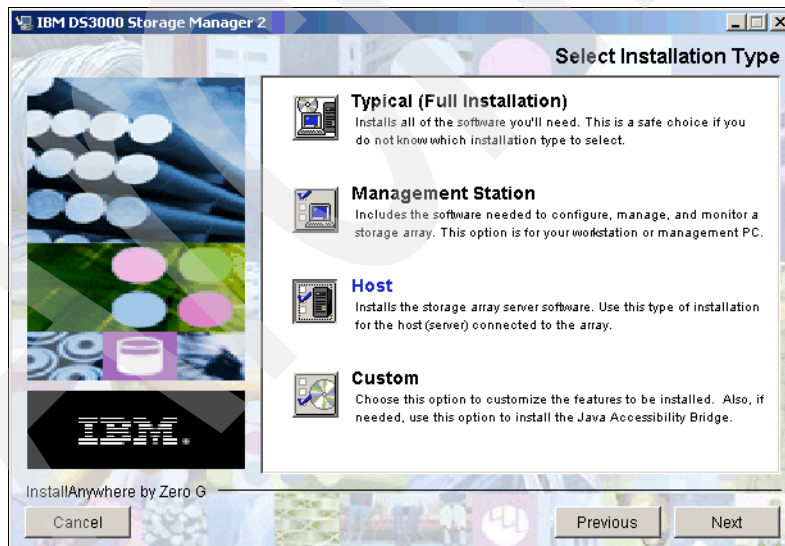 IBM DS3000 Storage Manager 2
Select Installation Type
Typical (Full Installation)
Installs all of the software you'll need. This is a safe choice if you
do not know which installation type to select.
Management Station
Includes the software needed to configure, manage, and monitor a
storage array. This option is for your workstation or management PC.
Host
Installs the storage array server software. Use this type of installation
for the host (server) connected to the array.
Custom
Choose this option to customize the features to be installed. Also, if
needed, use this option to install the Java Accessibility Bridge.
IBM.
InstallAnywhere by Zero G
Cancel
Previous
Next